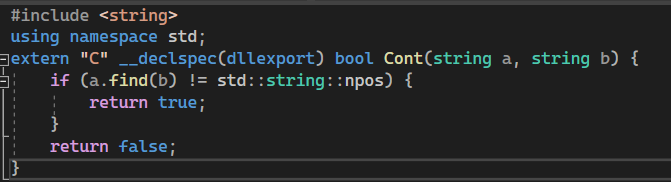 #include <string>
using namespace std;
extern "C" __declspec(dllexport) bool Cont(string a, string b) {
    if (a.find(b) != std::string::npos) {
        return true;
    }
    return false;
}